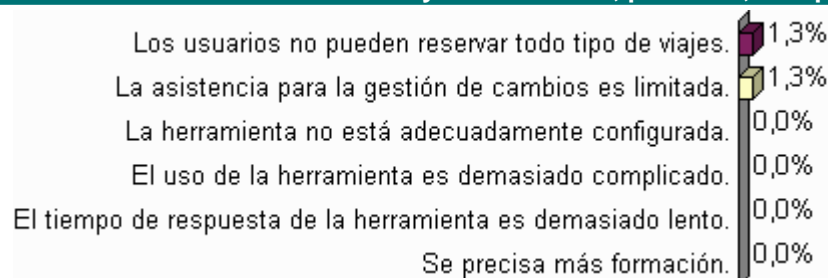 Los usuarios no pueden reservar todo tipo de viajes. 1,3%
La asistencia para la gestión de cambios es limitada. 1,3%
La herramienta no está adecuadamente configurada. 0,0%
El uso de la herramienta es demasiado complicado. 0,0%
El tiempo de respuesta de la herramienta es demasiado lento. 0,0%
Se precisa más formación. 0,0%